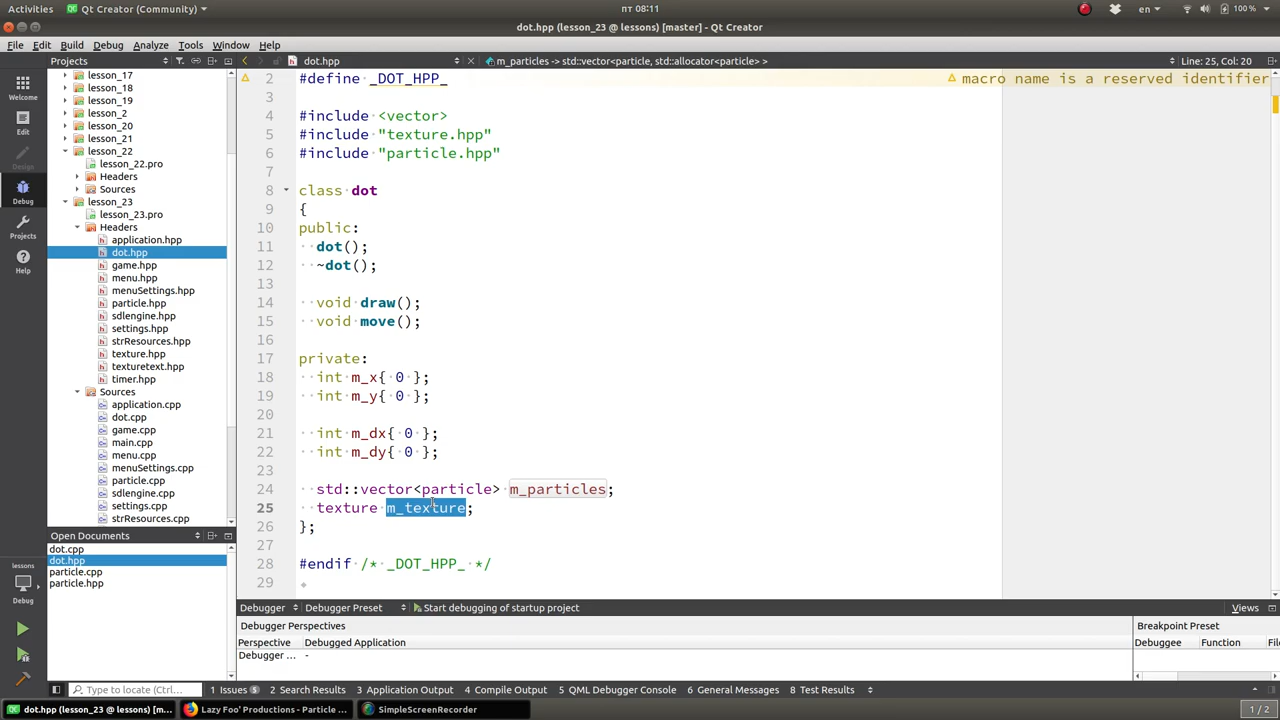 Activities
Qt Creator (Community)
пт 08:11
en
100 %
dot.hpp (lesson_23 @ lessons) [master] - Qt Creator
File Edit Build Debug Analyze Tools Window Help
Projects
dot.hpp
m_particles -> std::vector<particle, std::allocator<particle> >
Line: 25, Col: 20
Welcome
Edit
Design
Debug
Projects
Help
lessons
Debug
lesson_17
lesson_18
lesson_19
lesson_2
lesson_20
lesson_21
lesson_22
lesson_22.pro
Headers
Sources
lesson_23
lesson_23.pro
Headers
application.hpp
dot.hpp
game.hpp
menu.hpp
menuSettings.hpp
particle.hpp
sdlengine.hpp
settings.hpp
strResources.hpp
texture.hpp
texturetext.hpp
timer.hpp
Sources
application.cpp
dot.cpp
game.cpp
main.cpp
menu.cpp
menuSettings.cpp
particle.cpp
sdlengine.cpp
settings.cpp
strResources.cpp
Open Documents
dot.cpp
dot.hpp
particle.cpp
particle.hpp
2 #define _DOT_HPP_
macro name is a reserved identifier
3
4 #include <vector>
5 #include "texture.hpp"
6 #include "particle.hpp"
7
8 class dot
9 {
10 public:
11 dot();
12 ~dot();
13
14 void draw();
15 void move();
16
17 private:
18 int m_x{ 0 };
19 int m_y{ 0 };
20
21 int m_dx{ 0 };
22 int m_dy{ 0 };
23
24 std::vector<particle> m_particles;
25 texture m_texture;
26 };
27
28 #endif /* _DOT_HPP_ */
29
Debugger
Debugger Preset
Start debugging of startup project
Views
Debugger Perspectives
Breakpoint Preset
Perspective Debugged Application
Debuggee Function
Debugger ... -
Type to locate (Ctrl+...
1 Issues 5
2 Search Results
3 Application Output
4 Compile Output
5 QML Debugger Console
6 General Messages
8 Test Results
dot.hpp (lesson_23 @ lessons) [m...
Lazy Foo' Productions - Particle ...
SimpleScreenRecorder
1 / 2